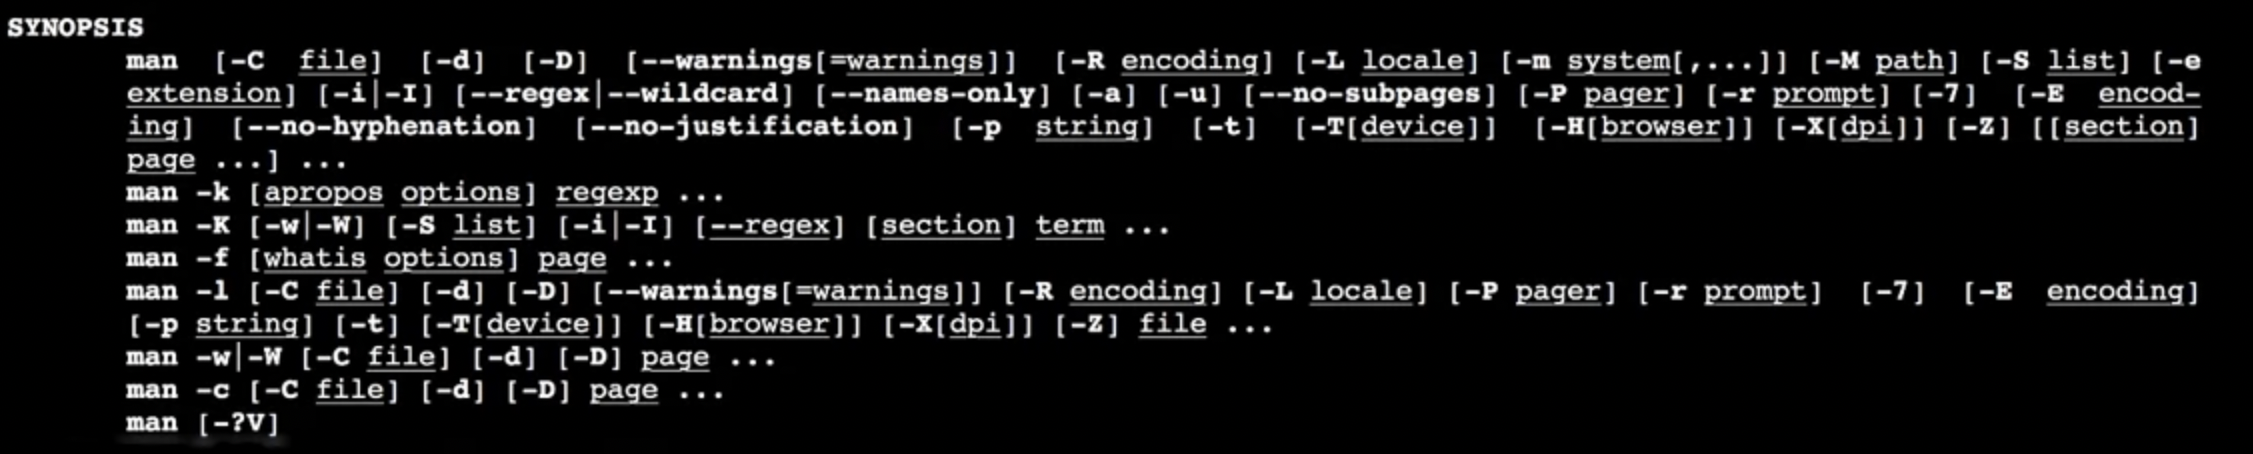 SYNOPSIS
man [-C file] [-d] [-D] [--warnings[=warnings]] [-R encoding] [-L locale] [-m system[,...]] [-M path] [-S list] [-e
extension] [-i|-I] [--regex|--wildcard] [--names-only] [-a] [-u] [--no-subpages] [-P pager] [-r prompt] [-7] [-E encod-
ing] [--no-hyphenation] [--no-justification] [-p string] [-t] [-T[device]] [-H[browser]] [-X[dpi]] [-Z] [[section]
page ...] ...
man -k [apropos options] regexp ...
man -K [-w|-W] [-S list] [-i|-I] [--regex] [section] term ...
man -f [whatis options] page ...
man -l [-C file] [-d] [-D] [--warnings[=warnings]] [-R encoding] [-L locale] [-P pager] [-r prompt] [-7] [-E encoding]
[-p string] [-t] [-T[device]] [-H[browser]] [-X[dpi]] [-Z] file ...
man -w|-W [-C file] [-d] [-D] page ...
man -c [-C file] [-d] [-D] page ...
man [-?V]